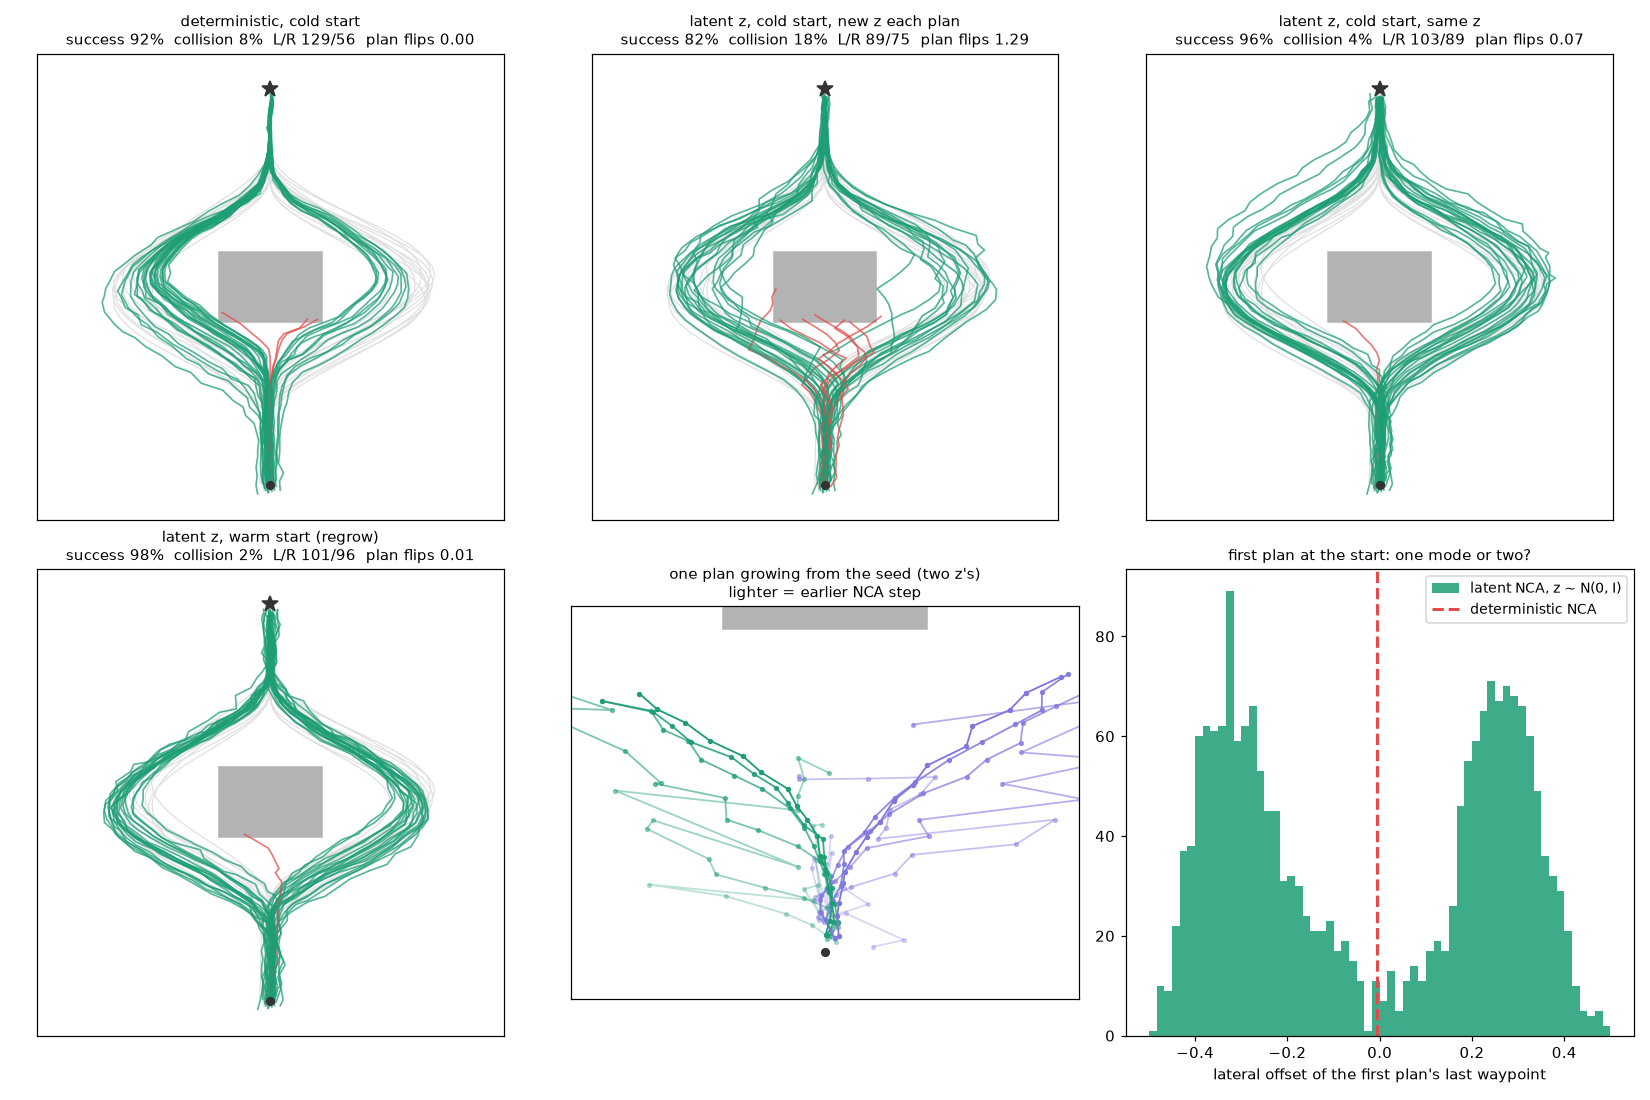 deterministic, cold start
success 92%  collision 8%  L/R 129/56  plan flips 0.00
latent z, cold start, new z each plan
success 82%  collision 18%  L/R 89/75  plan flips 1.29
latent z, cold start, same z
success 96%  collision 4%  L/R 103/89  plan flips 0.07
latent z, warm start (regrow)
success 98%  collision 2%  L/R 101/96  plan flips 0.01
one plan growing from the seed (two z's)
lighter = earlier NCA step
first plan at the start: one mode or two?
latent NCA, z ~ N(0, I)
deterministic NCA
80
60
40
20
0
−0.4
−0.2
0.0
0.2
0.4
lateral offset of the first plan's last waypoint